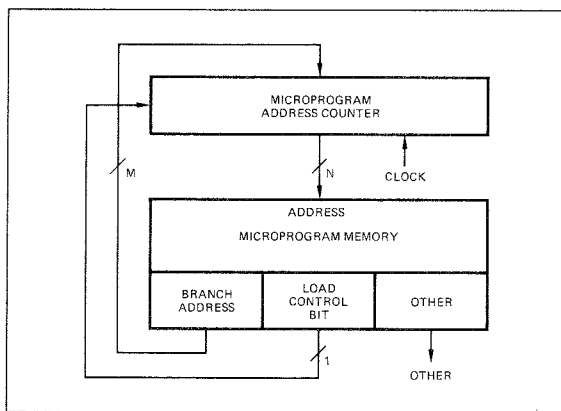 MICROPROGRAM
ADDRESS COUNTER
M
N
CLOCK
ADDRESS
MICROPROGRAM MEMORY
BRANCH
ADDRESS
LOAD
CONTROL
BIT
OTHER
1
OTHER